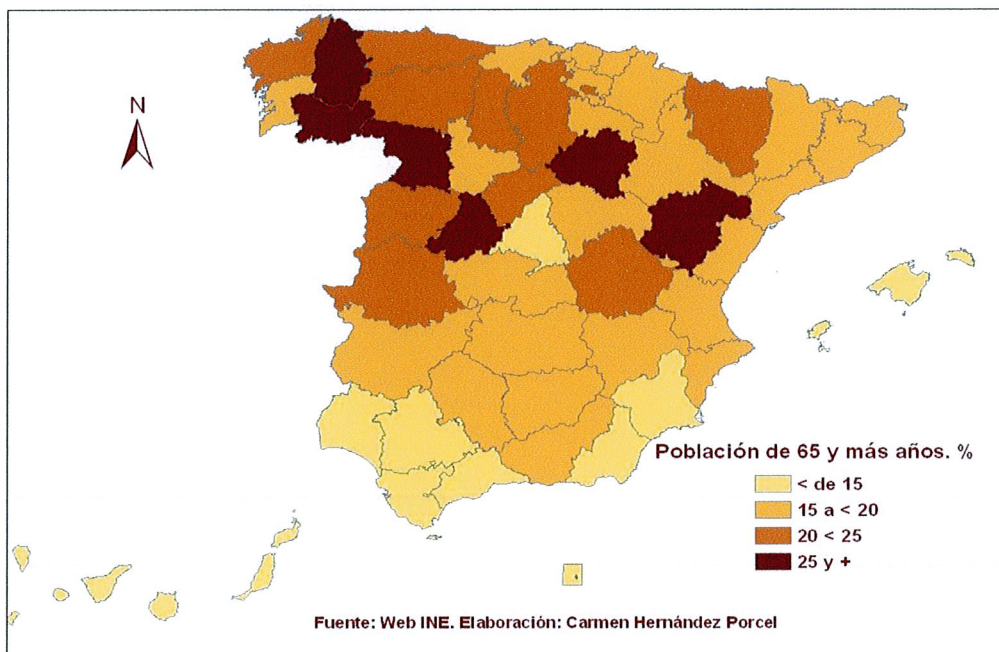 N
Población de 65 y más años. %
< de 15
15 a < 20
20 < 25
25 y +
Fuente: Web INE. Elaboración: Carmen Hernández Porcel